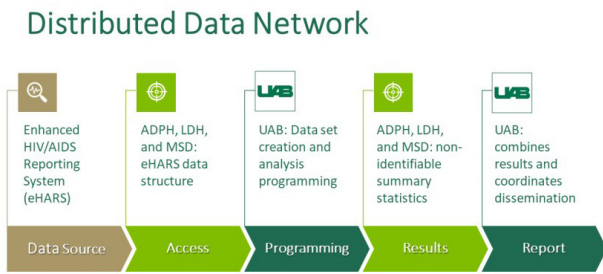 Distributed Data Network
UAB
UAB
Enhanced
HIV/AIDS
Reporting
System
(eHARS)
ADPH, LDH,
and MSD:
eHARS data
structure
UAB: Data set
creation and
analysis
programming
ADPH, LDH,
and MSD: non-
identifiable
summary
statistics
UAB:
combines
results and
coordinates
dissemination
Data Source
Access
Programming
Results
Report